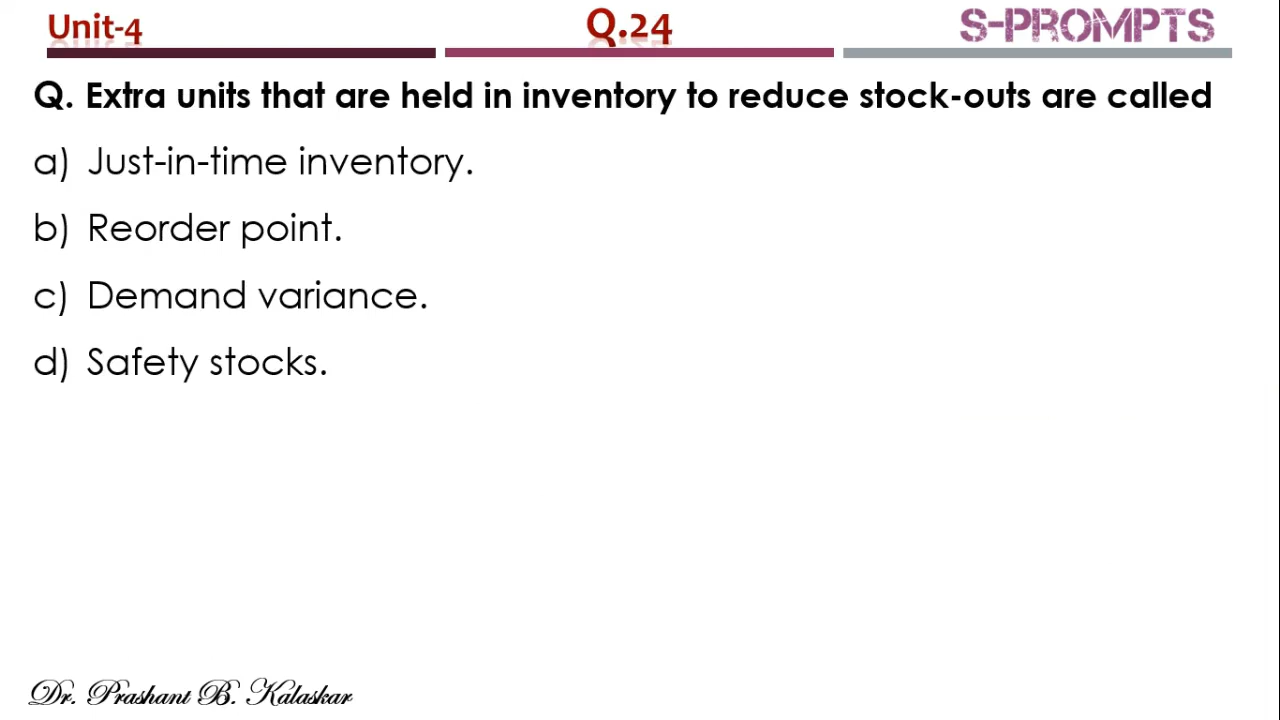 Unit-4 Q.24 S-PROMPTS
Q. Extra units that are held in inventory to reduce stock-outs are called
a) Just-in-time inventory.
b) Reorder point.
c) Demand variance.
d) Safety stocks.
Dr. Prashant B. Kalaskar